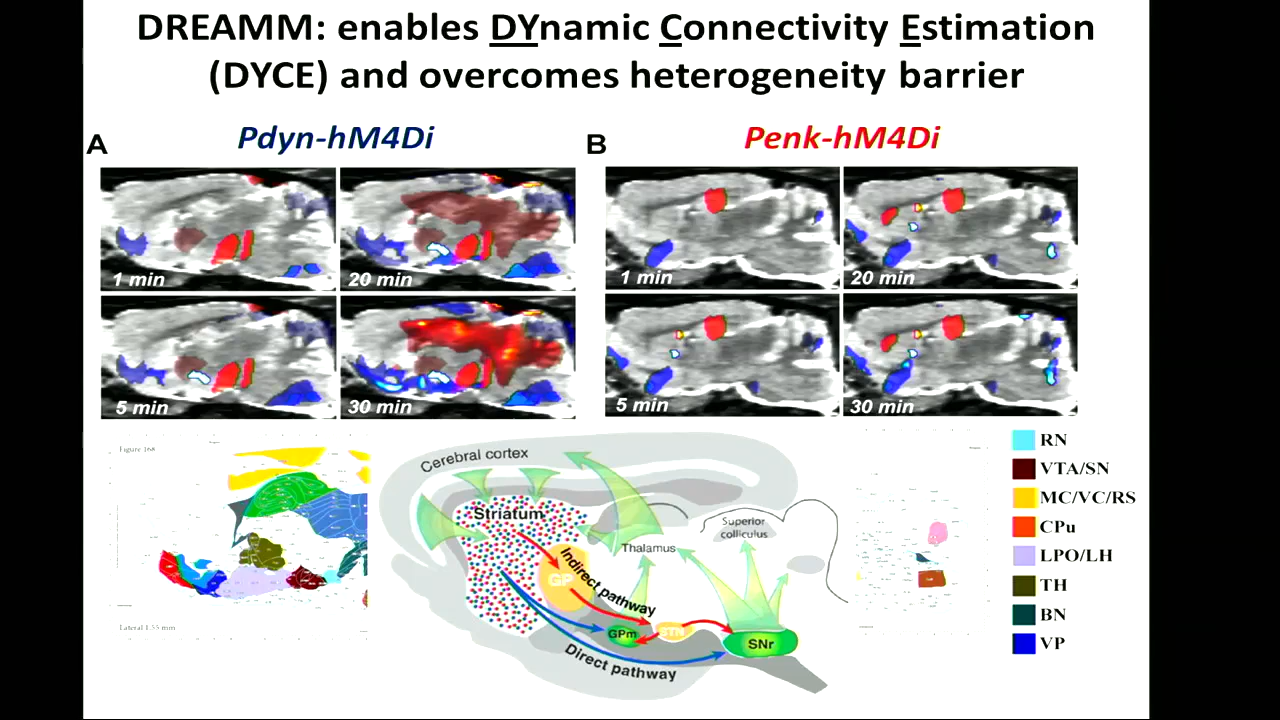 DREAMM: enables DYnamic Connectivity Estimation
(DYCE) and overcomes heterogeneity barrier
A
Pdyn-hM4Di
B
Penk-hM4Di
1 min
20 min
1 min
20 min
5 min
30 min
5 min
30 min
Figure 168
Lateral 1.55 mm
Cerebral cortex
Striatum
GP
Indirect pathway
Thalamus
Superior
colliculus
GPm
STN
SNr
Direct pathway
RN
VTA/SN
MC/VC/RS
CPu
LPO/LH
TH
BN
VP